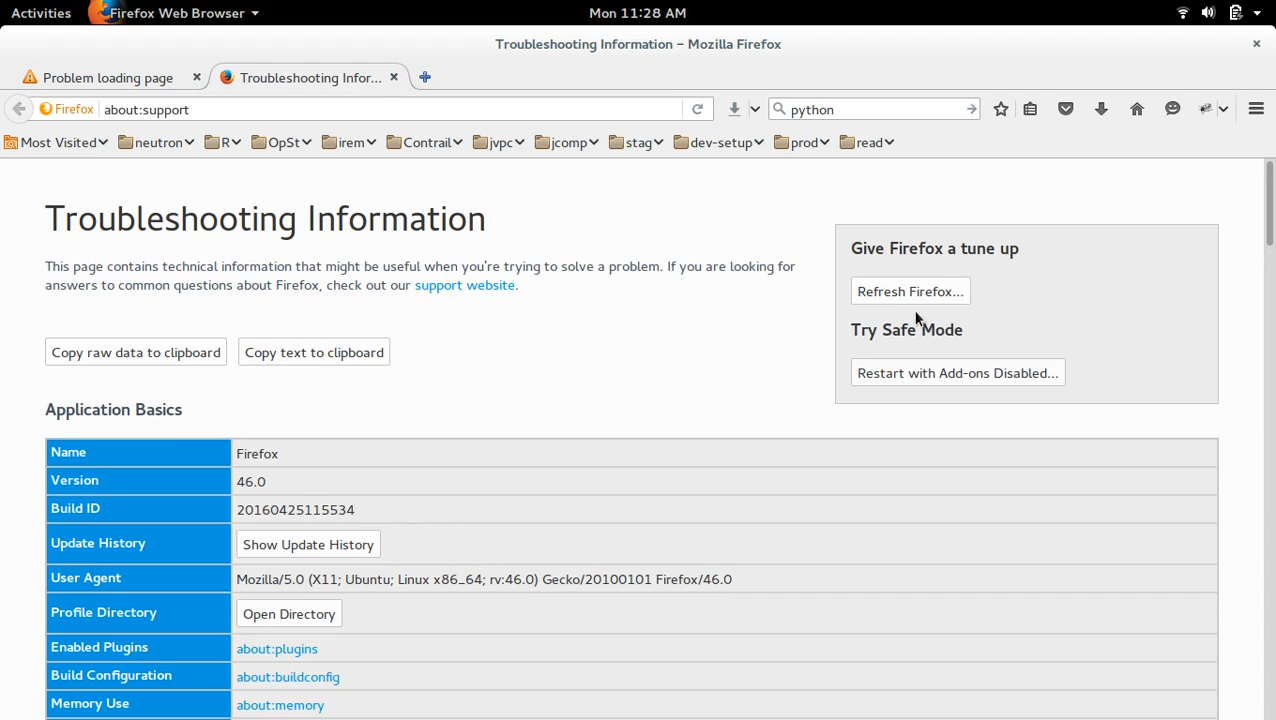 Activities Firefox Web Browser Mon 11:28 AM
Troubleshooting Information – Mozilla Firefox
Problem loading page Troubleshooting Infor...
Firefox about:support python
Most Visited neutron R OpSt irem Contrail jvpc jcomp stag dev-setup prod read
Troubleshooting Information
This page contains technical information that might be useful when you're trying to solve a problem. If you are looking for
answers to common questions about Firefox, check out our support website.
Copy raw data to clipboard Copy text to clipboard
Give Firefox a tune up
Refresh Firefox...
Try Safe Mode
Restart with Add-ons Disabled...
Application Basics
Name Firefox
Version 46.0
Build ID 20160425115534
Update History Show Update History
User Agent Mozilla/5.0 (X11; Ubuntu; Linux x86_64; rv:46.0) Gecko/20100101 Firefox/46.0
Profile Directory Open Directory
Enabled Plugins about:plugins
Build Configuration about:buildconfig
Memory Use about:memory